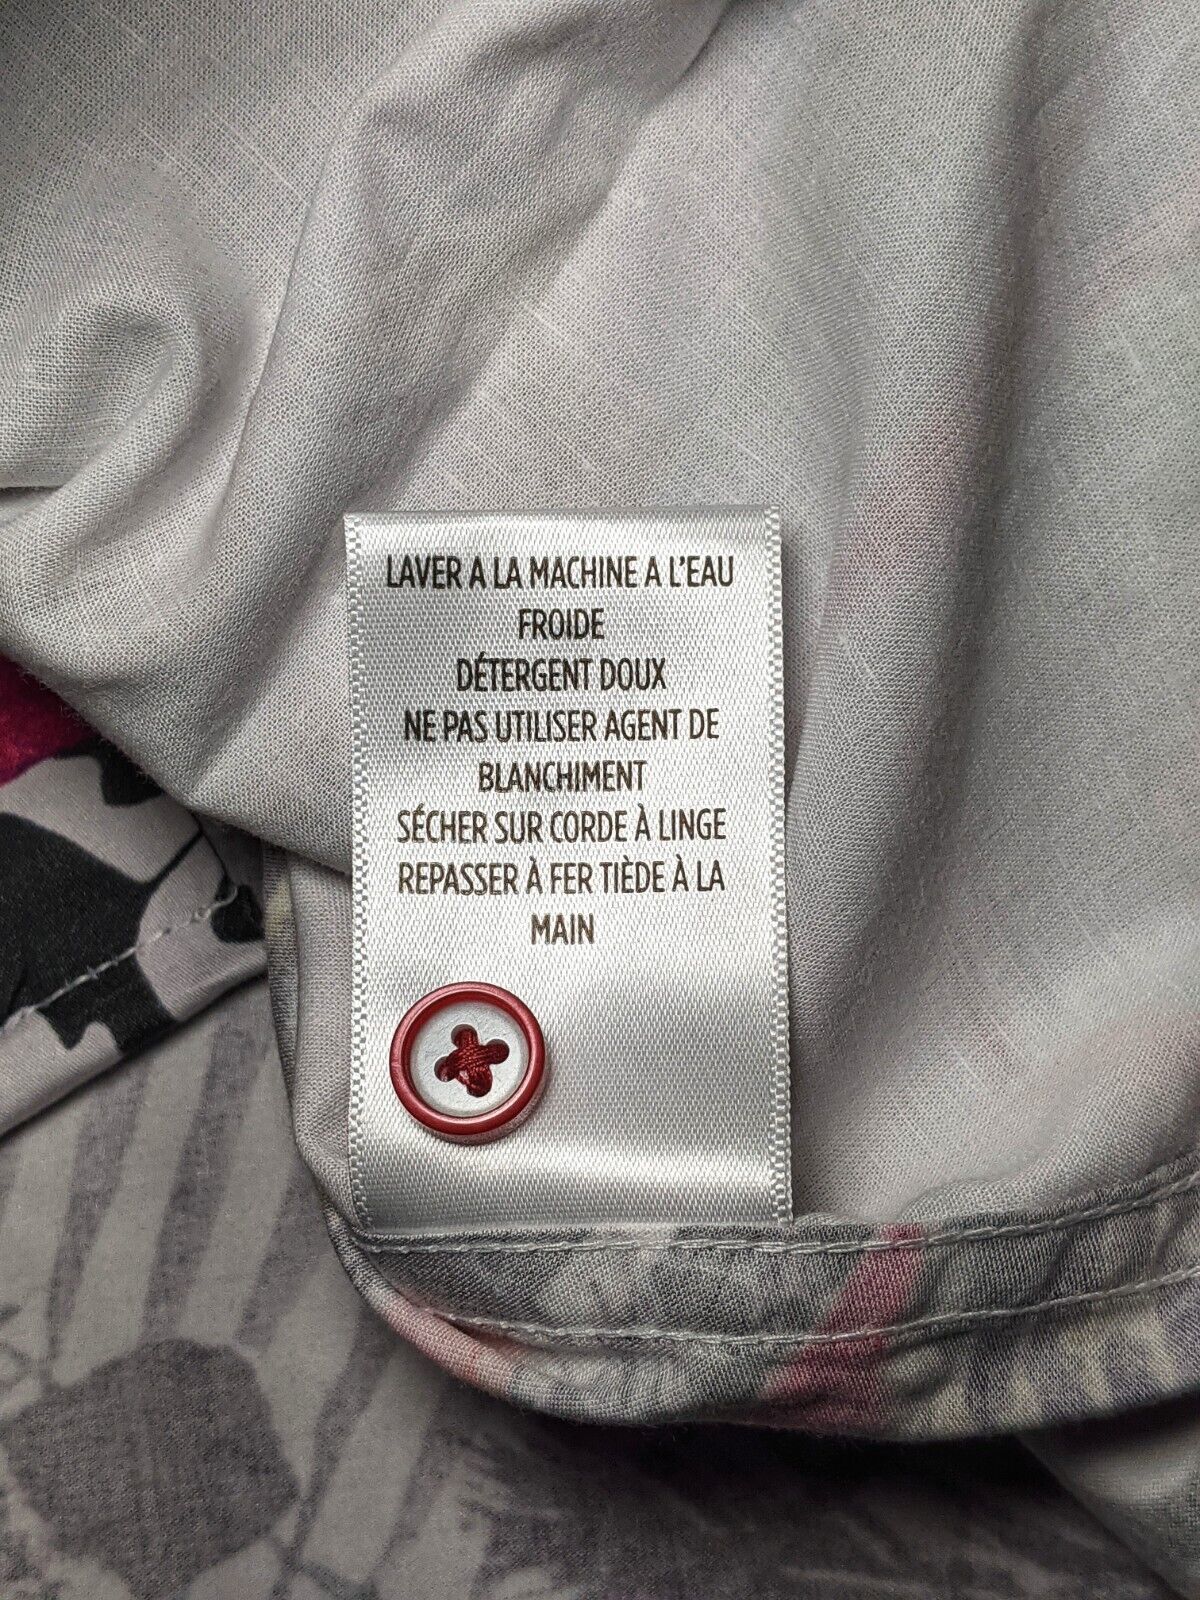 LAVER A LA MACHINE A L'EAU
FROIDE
DÉTERGENT DOUX
NE PAS UTILISER AGENT DE
BLANCHIMENT
SÉCHER SUR CORDE À LINGE
REPASSER À FER TIÈDE À LA
MAIN